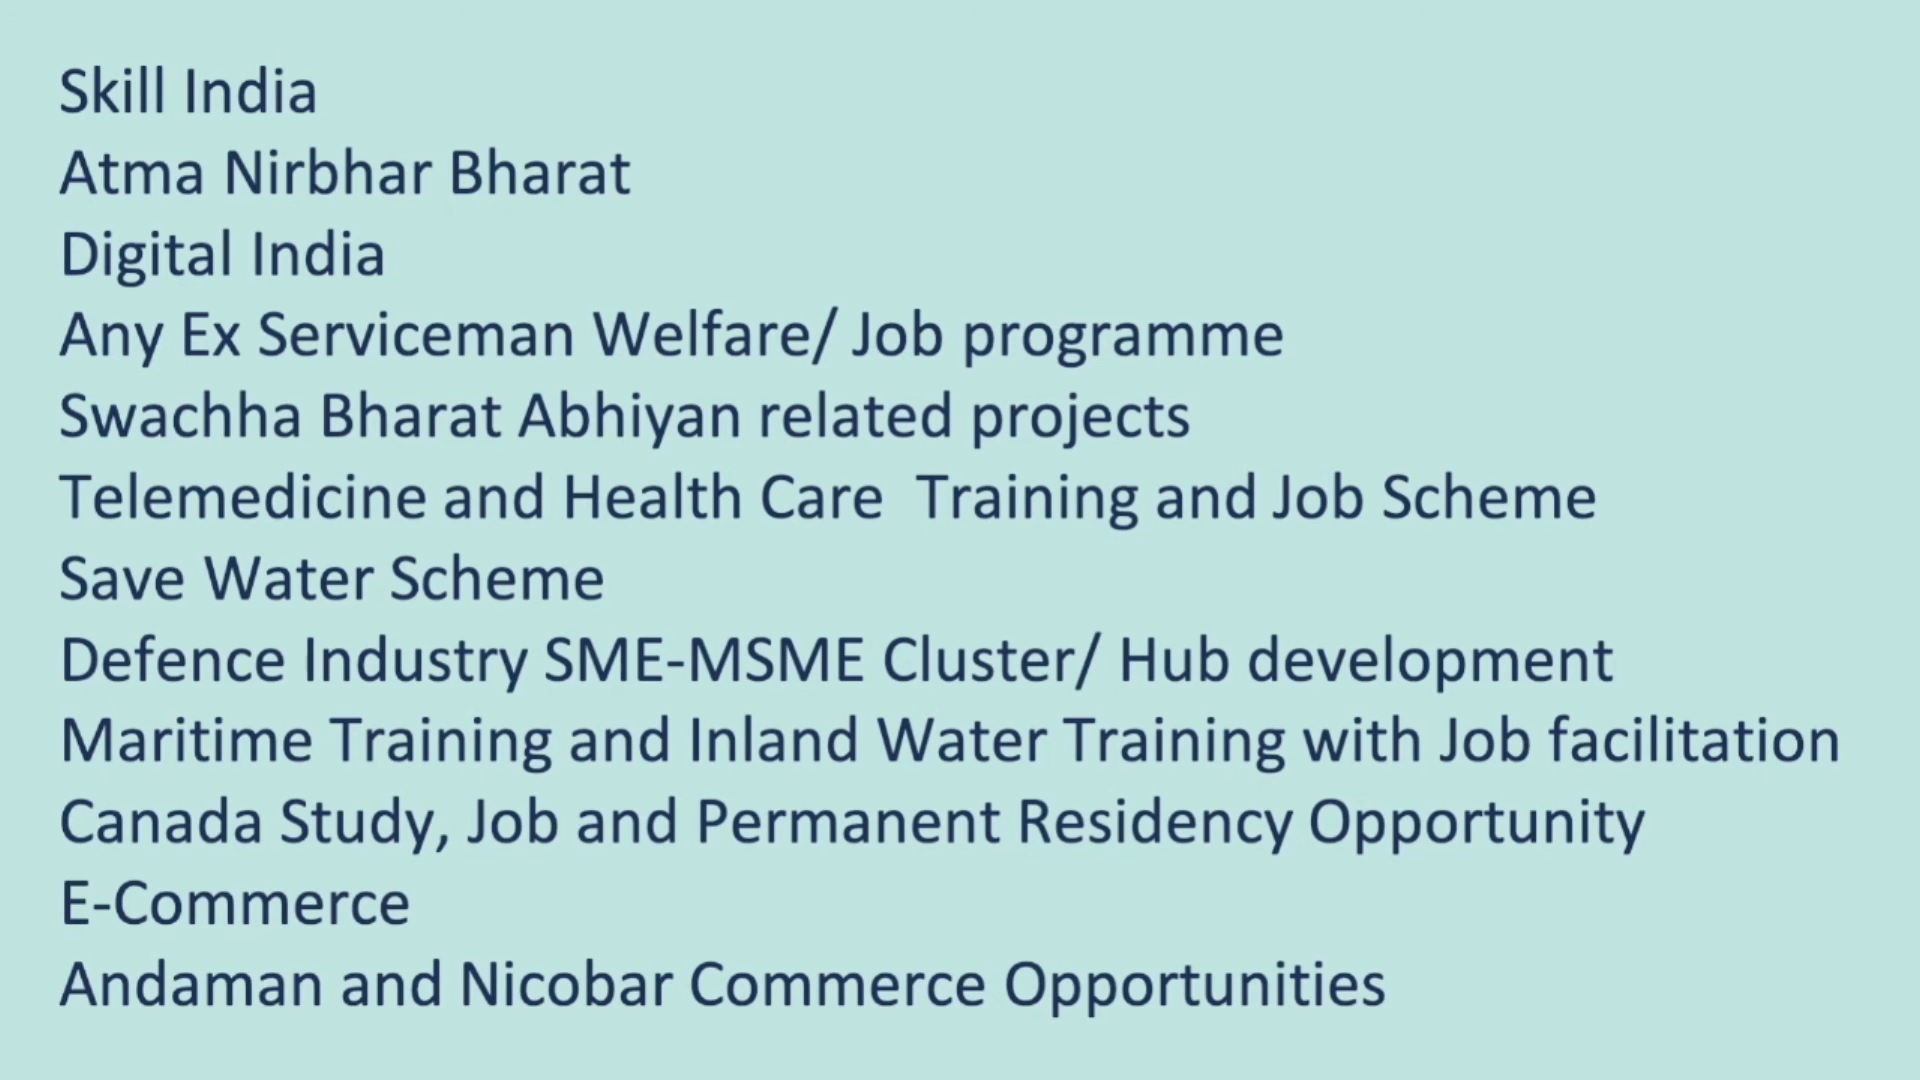 Skill India
Atma Nirbhar Bharat
Digital India
Any Ex Serviceman Welfare/ Job programme
Swachha Bharat Abhiyan related projects
Telemedicine and Health Care  Training and Job Scheme
Save Water Scheme
Defence Industry SME-MSME Cluster/ Hub development
Maritime Training and Inland Water Training with Job facilitation
Canada Study, Job and Permanent Residency Opportunity
E-Commerce
Andaman and Nicobar Commerce Opportunities